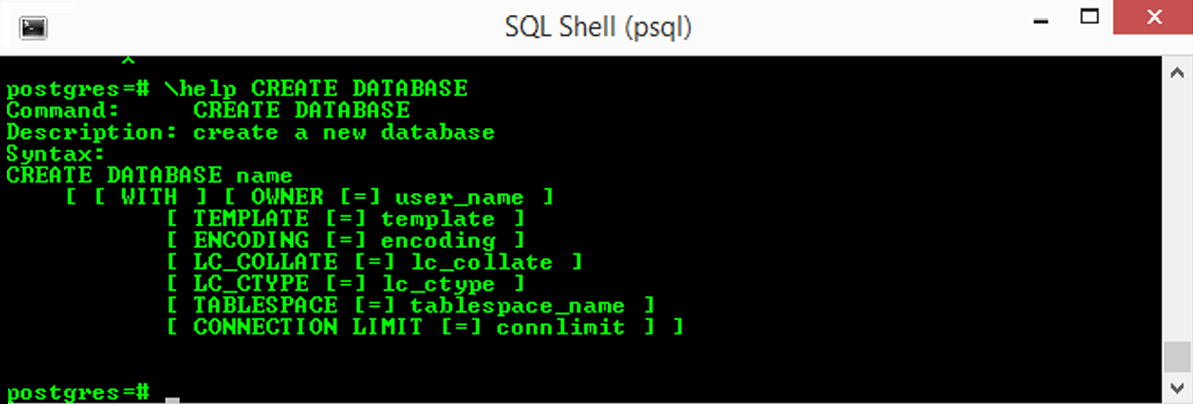 SQL Shell (psql)
^
postgres=# \help CREATE DATABASE
Command:     CREATE DATABASE
Description: create a new database
Syntax:
CREATE DATABASE name
    [ [ WITH ] [ OWNER [=] user_name ]
           [ TEMPLATE [=] template ]
           [ ENCODING [=] encoding ]
           [ LC_COLLATE [=] lc_collate ]
           [ LC_CTYPE [=] lc_ctype ]
           [ TABLESPACE [=] tablespace_name ]
           [ CONNECTION LIMIT [=] connlimit ] ]
postgres=#